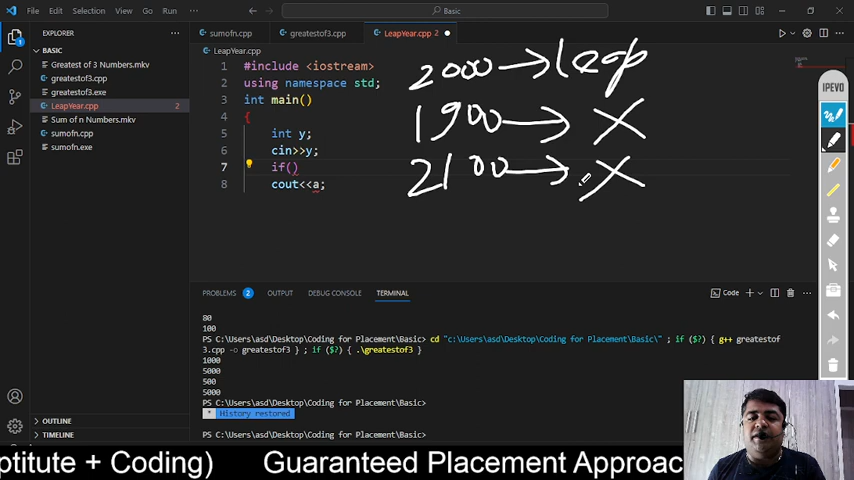 File Edit Selection View Go Run ··· Basic
EXPLORER ···
sumofn.cpp greatestof3.cpp LeapYear.cpp 2
BASIC
Greatest of 3 Numbers.mkv
greatestof3.cpp
greatestof3.exe
LeapYear.cpp 2
Sum of n Numbers.mkv
sumofn.cpp
sumofn.exe
LeapYear.cpp
1 #include <iostream>
2 using namespace std;
3 int main()
4 {
5 int y;
6 cin>>y;
7 if()
8 cout<<a;
2000 → leap
1900 → X
2100 → X
IPEVO
PROBLEMS 2 OUTPUT DEBUG CONSOLE TERMINAL Code
80
100
PS C:\Users\asd\Desktop\Coding for Placement\Basic> cd "c:\Users\asd\Desktop\Coding for Placement\Basic\" ; if ($?) { g++ greatestof
3.cpp -o greatestof3 } ; if ($?) { .\greatestof3 }
1000
5000
500
5000
PS C:\Users\asd\Desktop\Coding for Placement\Basic>
* History restored
PS C:\Users\asd\Desktop\Coding for Placement\Basic>
OUTLINE
TIMELINE
ptitute + Coding) Guaranteed Placement Approac